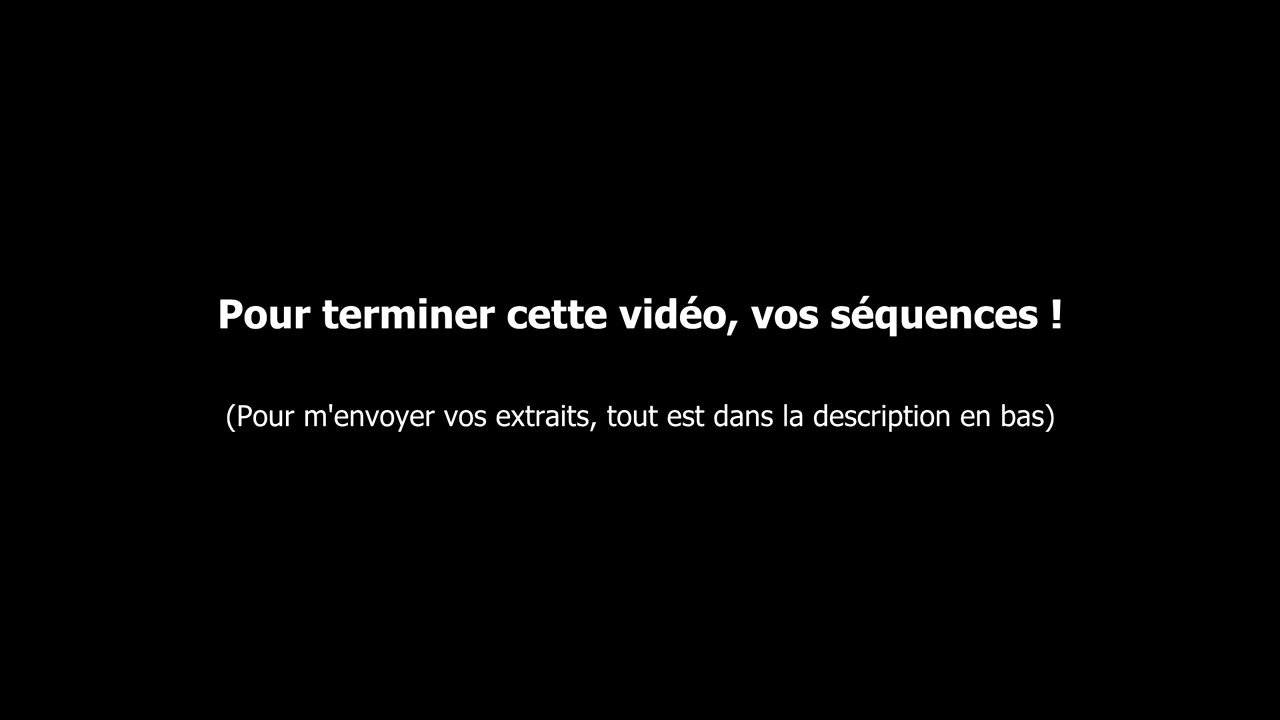 Pour terminer cette vidéo, vos séquences !
(Pour m'envoyer vos extraits, tout est dans la description en bas)